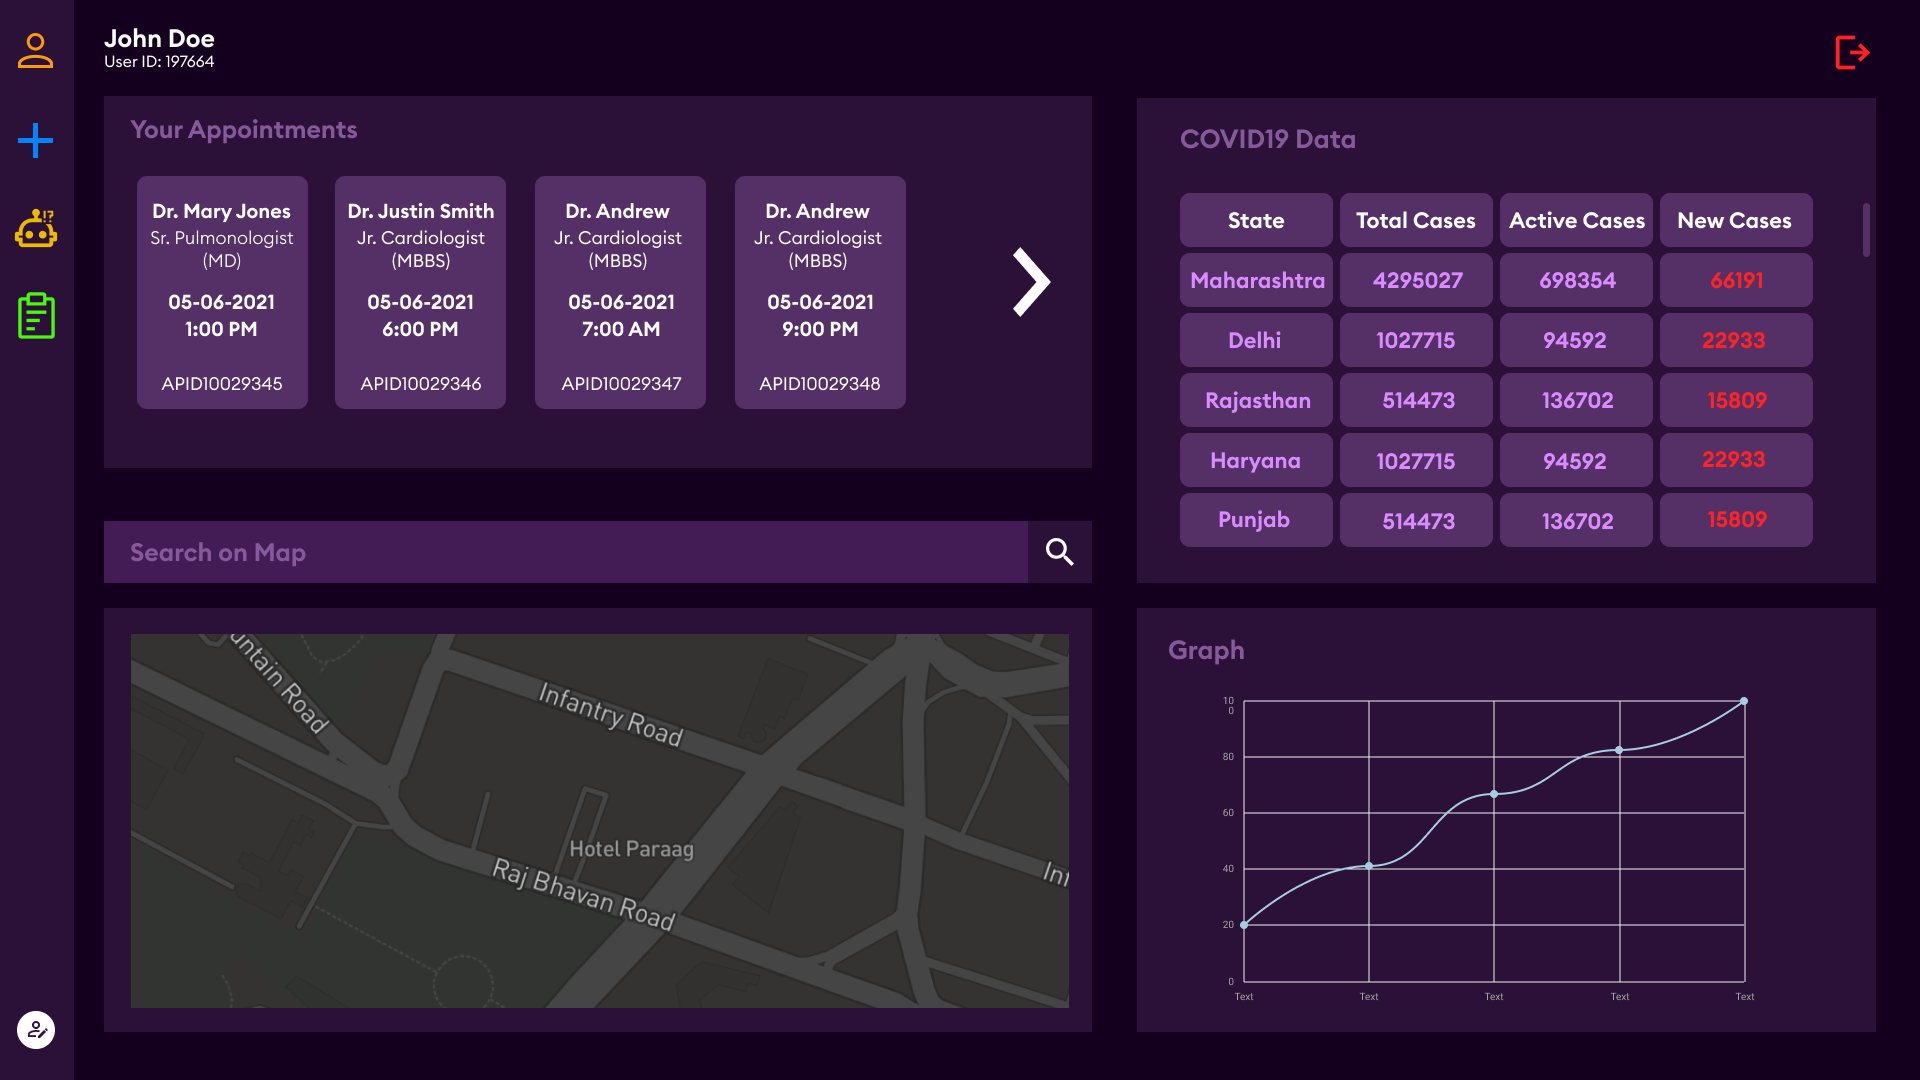 John Doe
User ID: 197664
Your Appointments
Dr. Mary Jones
Sr. Pulmonologist
(MD)
05-06-2021
1:00 PM
APID10029345
Dr. Justin Smith
Jr. Cardiologist
(MBBS)
05-06-2021
6:00 PM
APID10029346
Dr. Andrew
Jr. Cardiologist
(MBBS)
05-06-2021
7:00 AM
APID10029347
Dr. Andrew
Jr. Cardiologist
(MBBS)
05-06-2021
9:00 PM
APID10029348
COVID19 Data
State Total Cases Active Cases New Cases
Maharashtra 4295027 698354 66191
Delhi 1027715 94592 22933
Rajasthan 514473 136702 15809
Haryana 1027715 94592 22933
Punjab 514473 136702 15809
Search on Map
untain Road
Infantry Road
Hotel Paraag
Raj Bhavan Road
Inf
Graph
10
0
80
60
40
20
0
Text Text Text Text Text
!?